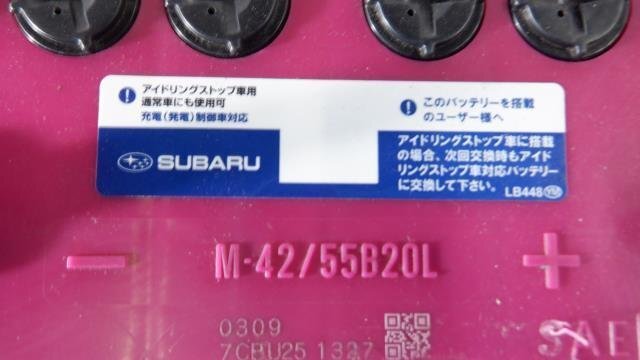 アイドリングストップ車用
通常車にも使用可
充電(発電)制御車対応
SUBARU
このバッテリーを搭載
のユーザー様へ
アイドリングストップ車に搭載
の場合、次回交換時もアイド
リングストップ車対応バッテリー
に交換して下さい。
LB448 YM
M-42/55B20L
0309
7CBU25 1327
SAE